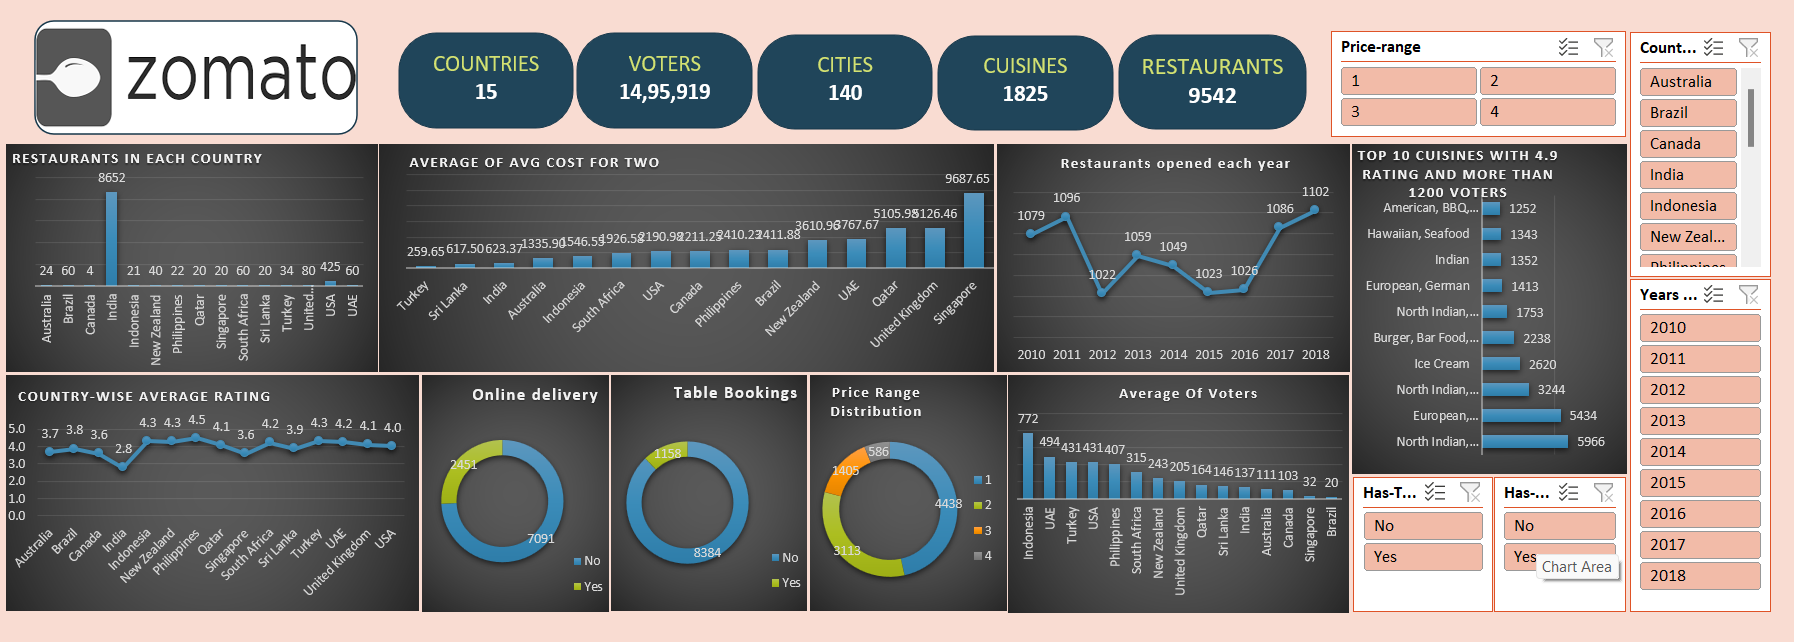 zomato
COUNTRIES
15
VOTERS
14,95,919
CITIES
140
CUISINES
1825
RESTAURANTS
9542
Price-range
1
2
3
4
Count...
Australia
Brazil
Canada
India
Indonesia
New Zeal...
Philippines
RESTAURANTS IN EACH COUNTRY
8652
24 60 4 21 40 22 20 20 60 20 34 80 425 60
Australia
Brazil
Canada
India
Indonesia
New Zealand
Philippines
Qatar
Singapore
South Africa
Sri Lanka
Turkey
United...
USA
UAE
AVERAGE OF AVG COST FOR TWO
259.65 617.50 623.37 1335.90 1546.55 1926.58 2190.98 2211.25 2410.23 2411.88 3610.96 3767.67 5105.98 5126.46 9687.65
Turkey
Sri Lanka
India
Australia
Indonesia
South Africa
USA
Canada
Philippines
Brazil
New Zealand
UAE
Qatar
United Kingdom
Singapore
Restaurants opened each year
1079 1096 1022 1059 1049 1023 1026 1086 1102
2010 2011 2012 2013 2014 2015 2016 2017 2018
TOP 10 CUISINES WITH 4.9
RATING AND MORE THAN
1200 VOTERS
American, BBQ,... 1252
Hawaiian, Seafood 1343
Indian 1352
European, German 1413
North Indian,... 1753
Burger, Bar Food,... 2238
Ice Cream 2620
North Indian,... 3244
European,... 5434
North Indian,... 5966
Years ...
2010
2011
2012
2013
2014
2015
2016
2017
2018
COUNTRY-WISE AVERAGE RATING
5.0
4.0
3.0
2.0
1.0
0.0
3.7 3.8 3.6 2.8 4.3 4.3 4.5 4.1 3.6 4.2 3.9 4.3 4.2 4.1 4.0
Australia
Brazil
Canada
India
Indonesia
New Zealand
Philippines
Qatar
Singapore
South Africa
Sri Lanka
Turkey
UAE
United Kingdom
USA
Online delivery
2451
7091
No
Yes
Table Bookings
1158
8384
No
Yes
Price Range
Distribution
586
1405
4438
3113
1
2
3
4
Average Of Voters
772 494 431 431 407 315 243 205 164 146 137 111 103 32 20
Indonesia
UAE
Turkey
USA
Philippines
South Africa
New Zealand
United Kingdom
Qatar
Sri Lanka
India
Australia
Canada
Singapore
Brazil
Has-T...
No
Yes
Has-...
No
Yes
Chart Area